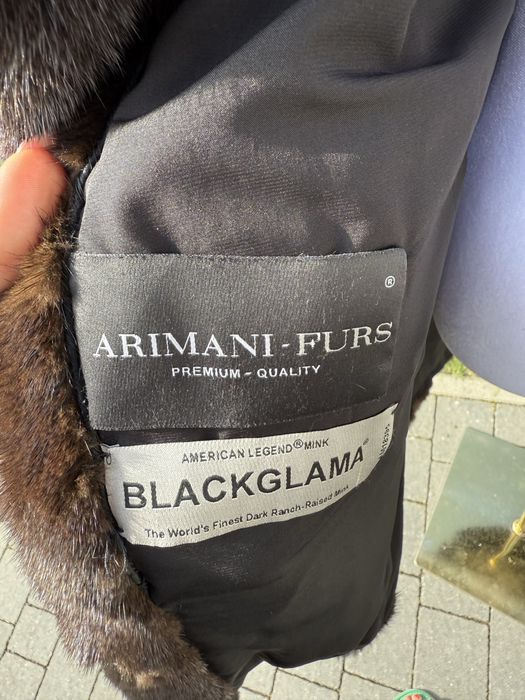 ®
ARIMANI-FURS
PREMIUM - QUALITY
AMERICAN LEGEND® MINK
BLACKGLAMA®
The World's Finest Dark Ranch-Raised Mink